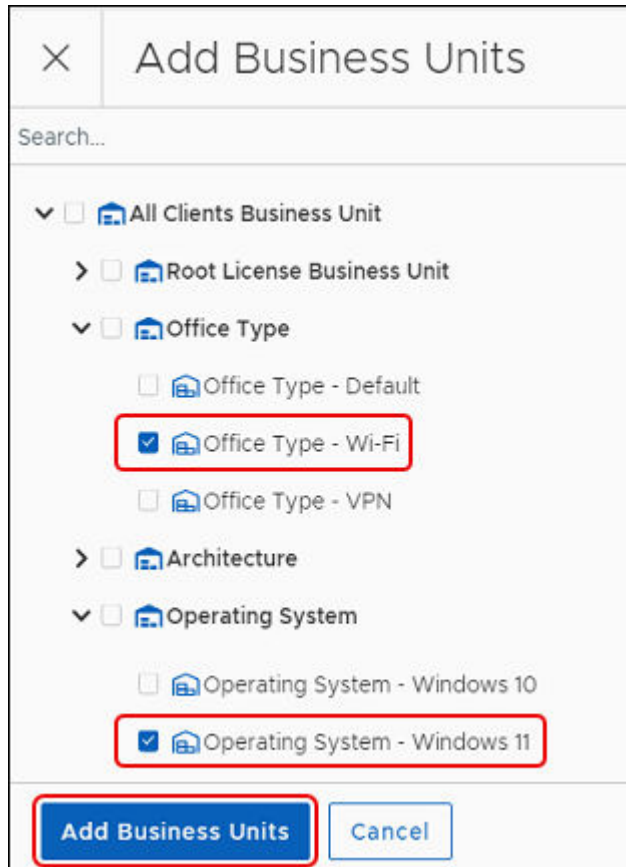 Add Business Units
Search...
All Clients Business Unit
Root License Business Unit
Office Type
Office Type - Default
Office Type - Wi-Fi
Office Type - VPN
Architecture
Operating System
Operating System - Windows 10
Operating System - Windows 11
Add Business Units
Cancel